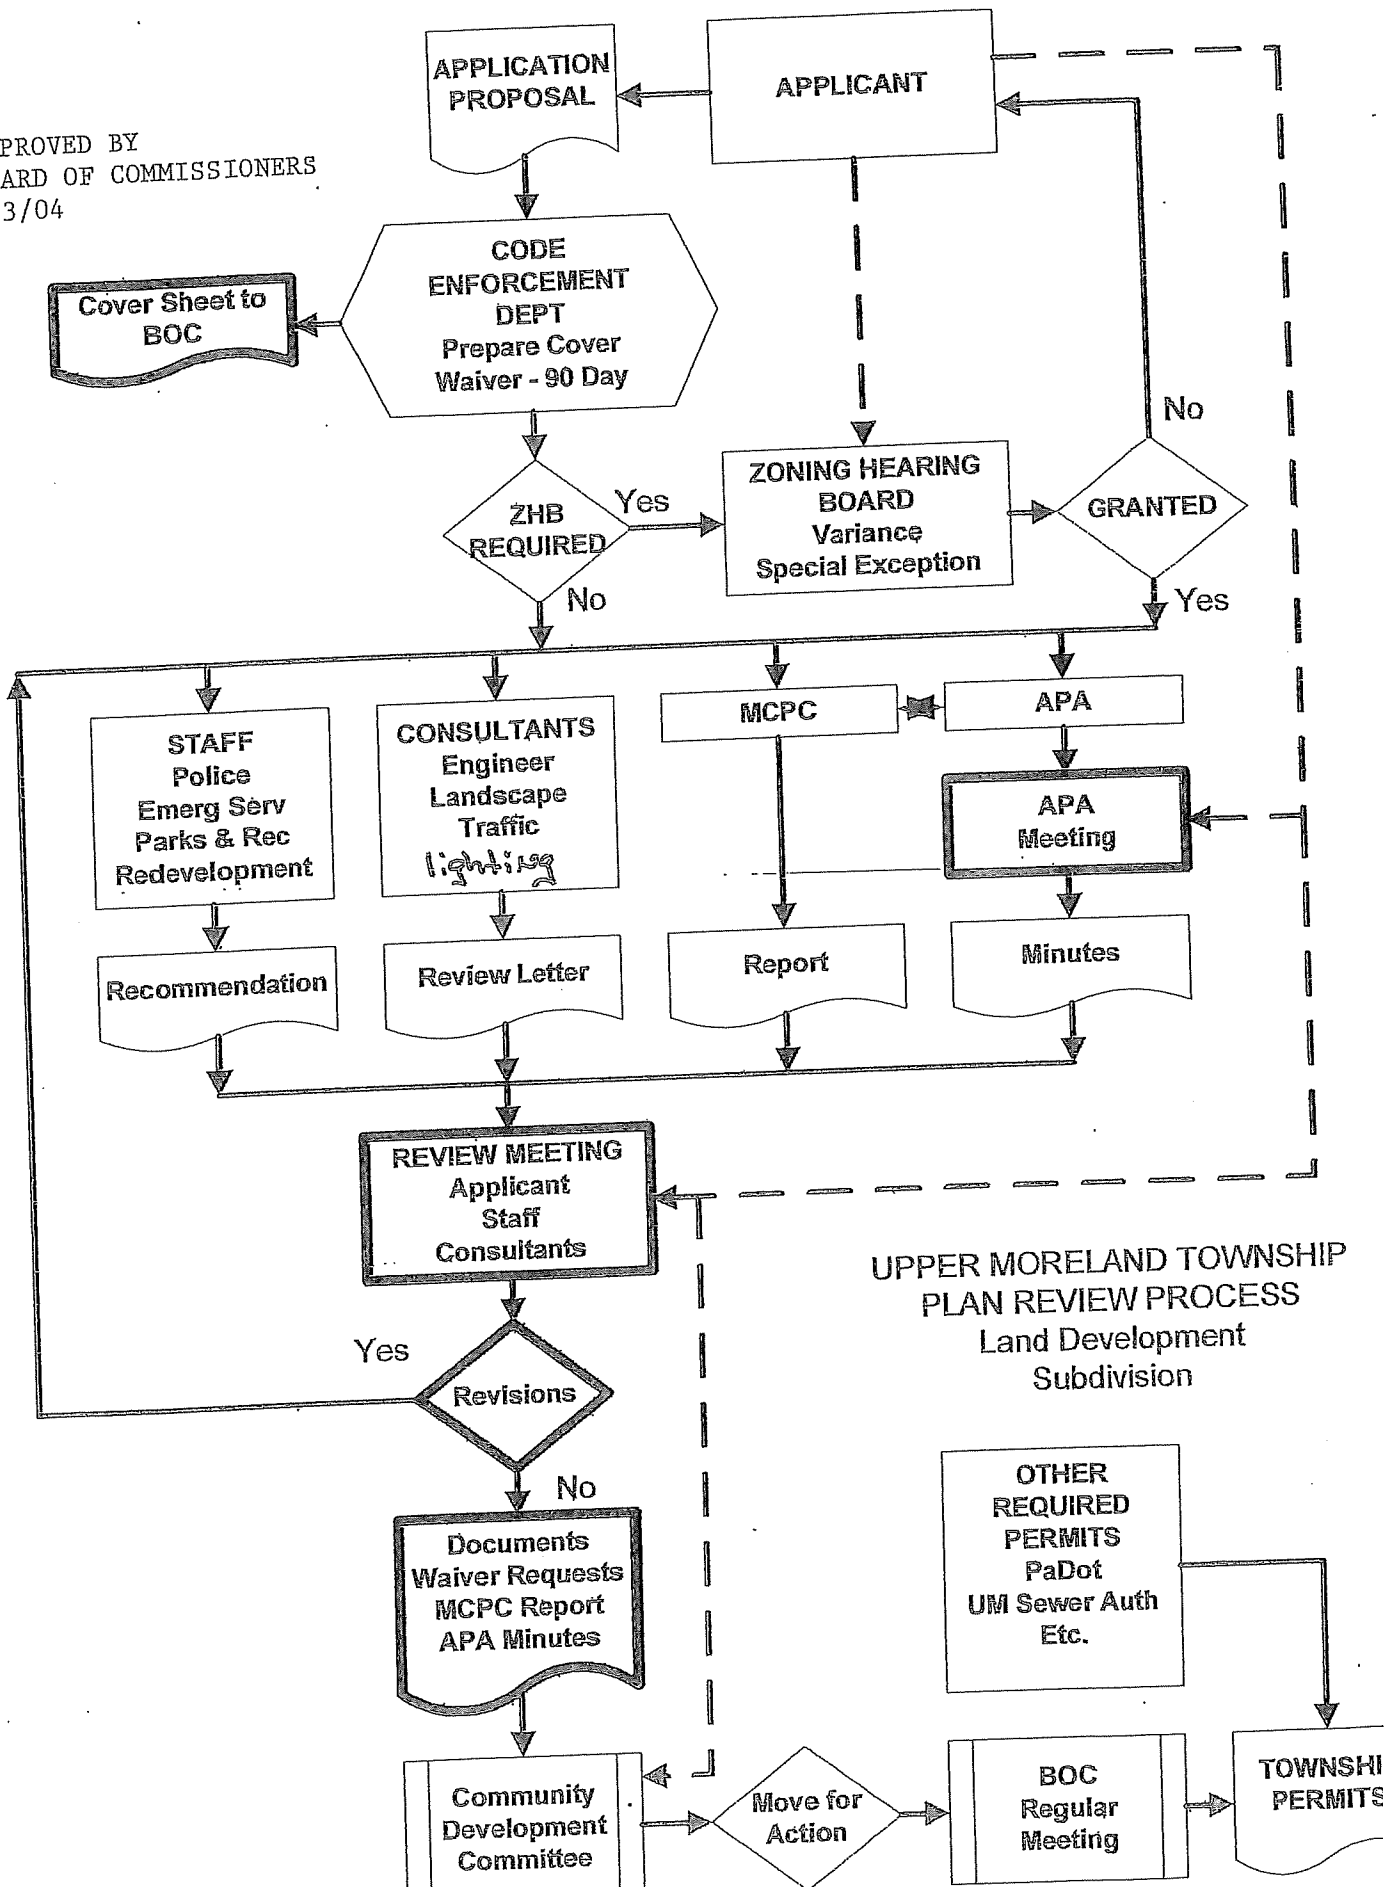 APPLICATION
PROPOSAL
APPLICANT
PROVED BY
ARD OF COMMISSIONERS
3/04
CODE
ENFORCEMENT
DEPT
Prepare Cover
Waiver - 90 Day
Cover Sheet to
BOC
No
ZHB
REQUIRED
Yes
ZONING HEARING
BOARD
Variance
Special Exception
GRANTED
No
Yes
STAFF
Police
Emerg Serv
Parks & Rec
Redevelopment
CONSULTANTS
Engineer
Landscape
Traffic
lighting
MCPC
APA
APA
Meeting
Recommendation
Review Letter
Report
Minutes
REVIEW MEETING
Applicant
Staff
Consultants
UPPER MORELAND TOWNSHIP
PLAN REVIEW PROCESS
Land Development
Subdivision
Yes
Revisions
No
Documents
Waiver Requests
MCPC Report
APA Minutes
OTHER
REQUIRED
PERMITS
PaDot
UM Sewer Auth
Etc.
Community
Development
Committee
Move for
Action
BOC
Regular
Meeting
TOWNSHI
PERMITS